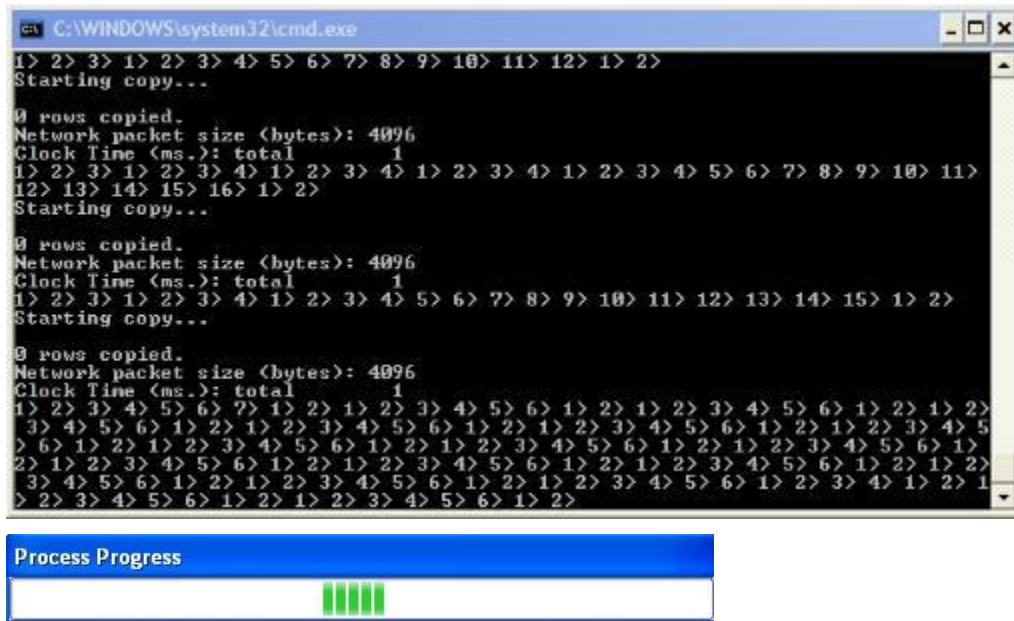 C:\WINDOWS\system32\cmd.exe
1> 2> 3> 1> 2> 3> 4> 5> 6> 7> 8> 9> 10> 11> 12> 1> 2>
Starting copy...
0 rows copied.
Network packet size (bytes): 4096
Clock Time (ms.): total 1
1> 2> 3> 1> 2> 3> 4> 1> 2> 3> 4> 1> 2> 3> 4> 1> 2> 3> 4> 5> 6> 7> 8> 9> 10> 11>
12> 13> 14> 15> 16> 1> 2>
Starting copy...
0 rows copied.
Network packet size (bytes): 4096
Clock Time (ms.): total 1
1> 2> 3> 1> 2> 3> 4> 1> 2> 3> 4> 5> 6> 7> 8> 9> 10> 11> 12> 13> 14> 15> 1> 2>
Starting copy...
0 rows copied.
Network packet size (bytes): 4096
Clock Time (ms.): total 1
1> 2> 3> 4> 5> 6> 7> 1> 2> 1> 2> 3> 4> 5> 6> 1> 2> 1> 2> 3> 4> 5> 6> 1> 2> 1> 2>
3> 4> 5> 6> 1> 2> 1> 2> 3> 4> 5> 6> 1> 2> 1> 2> 3> 4> 5> 6> 1> 2> 1> 2> 3> 4> 5
> 6> 1> 2> 1> 2> 3> 4> 5> 6> 1> 2> 1> 2> 3> 4> 5> 6> 1> 2> 1> 2> 3> 4> 5> 6> 1>
2> 1> 2> 3> 4> 5> 6> 1> 2> 1> 2> 3> 4> 5> 6> 1> 2> 1> 2> 3> 4> 5> 6> 1> 2> 1> 2>
3> 4> 5> 6> 1> 2> 1> 2> 3> 4> 5> 6> 1> 2> 1> 2> 3> 4> 5> 6> 1> 2> 3> 4> 1> 2> 1
> 2> 3> 4> 5> 6> 1> 2> 1> 2> 3> 4> 5> 6> 1> 2>
Process Progress